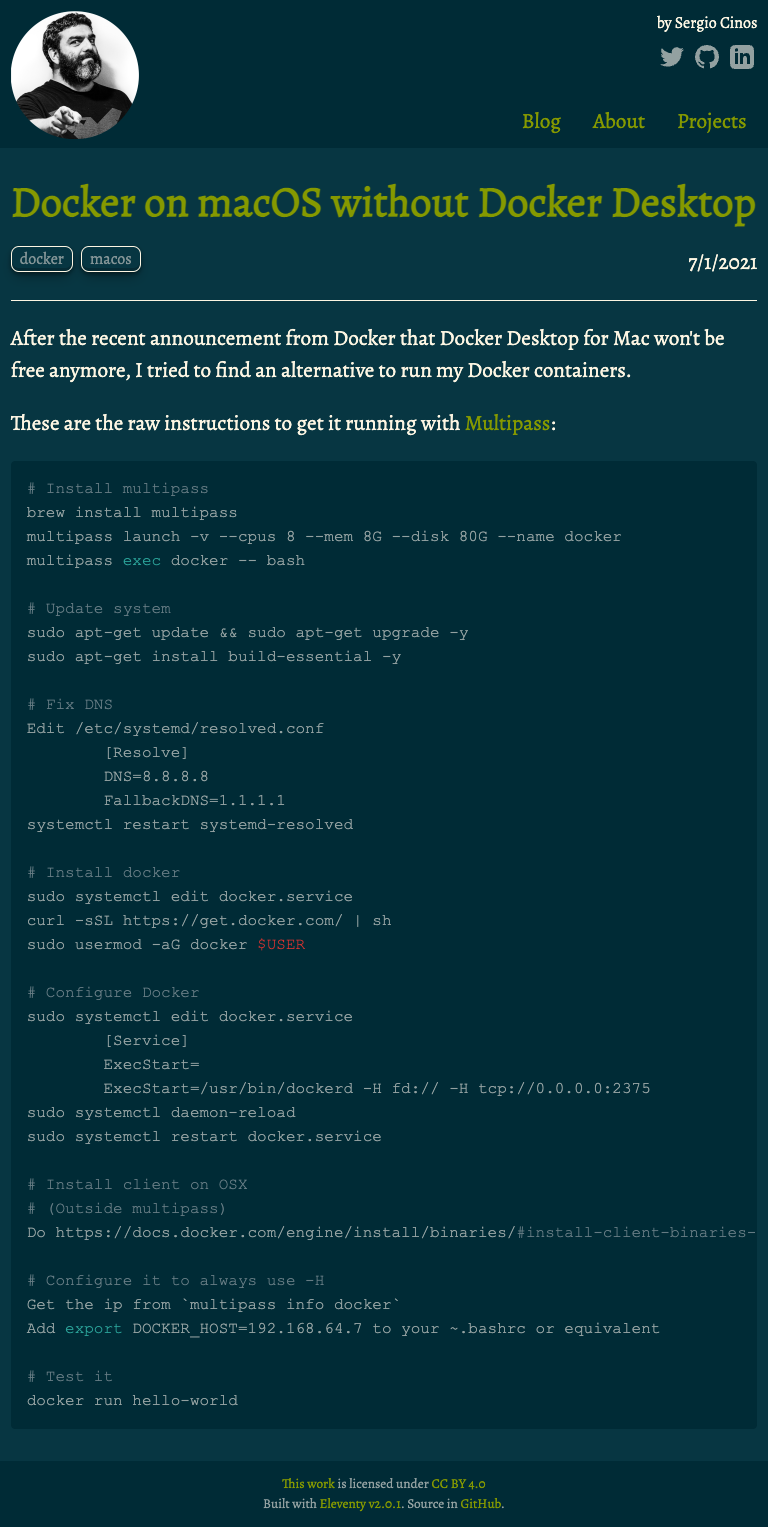 by Sergio Cinos
Blog About Projects
Docker on macOS without Docker Desktop
docker macos 7/1/2021
After the recent announcement from Docker that Docker Desktop for Mac won't be
free anymore, I tried to find an alternative to run my Docker containers.
These are the raw instructions to get it running with Multipass:
# Install multipass
brew install multipass
multipass launch -v --cpus 8 --mem 8G --disk 80G --name docker
multipass exec docker -- bash
# Update system
sudo apt-get update && sudo apt-get upgrade -y
sudo apt-get install build-essential -y
# Fix DNS
Edit /etc/systemd/resolved.conf
[Resolve]
DNS=8.8.8.8
FallbackDNS=1.1.1.1
systemctl restart systemd-resolved
# Install docker
sudo systemctl edit docker.service
curl -sSL https://get.docker.com/ | sh
sudo usermod -aG docker $USER
# Configure Docker
sudo systemctl edit docker.service
[Service]
ExecStart=
ExecStart=/usr/bin/dockerd -H fd:// -H tcp://0.0.0.0:2375
sudo systemctl daemon-reload
sudo systemctl restart docker.service
# Install client on OSX
# (Outside multipass)
Do https://docs.docker.com/engine/install/binaries/#install-client-binaries-
# Configure it to always use -H
Get the ip from `multipass info docker`
Add export DOCKER_HOST=192.168.64.7 to your ~.bashrc or equivalent
# Test it
docker run hello-world
This work is licensed under CC BY 4.0
Built with Eleventy v2.0.1. Source in GitHub.